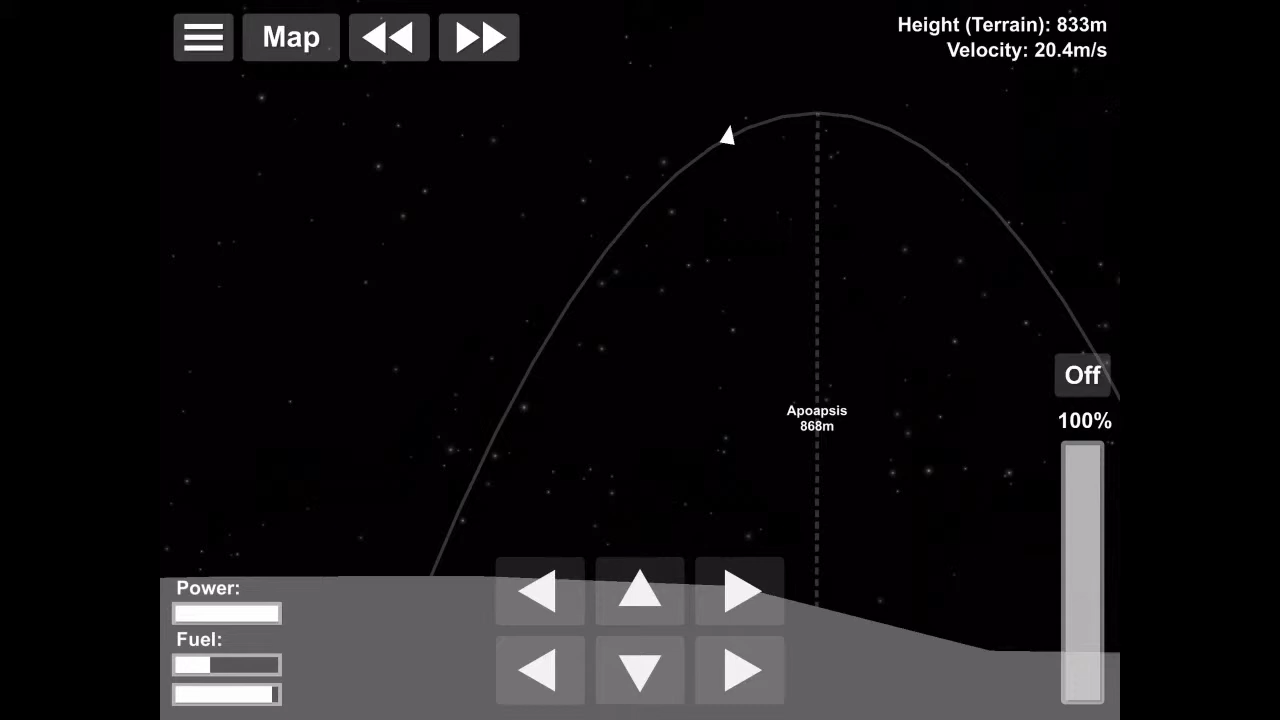 Map
Height (Terrain): 833m
Velocity: 20.4m/s
Off
100%
Apoapsis
868m
Power:
Fuel: